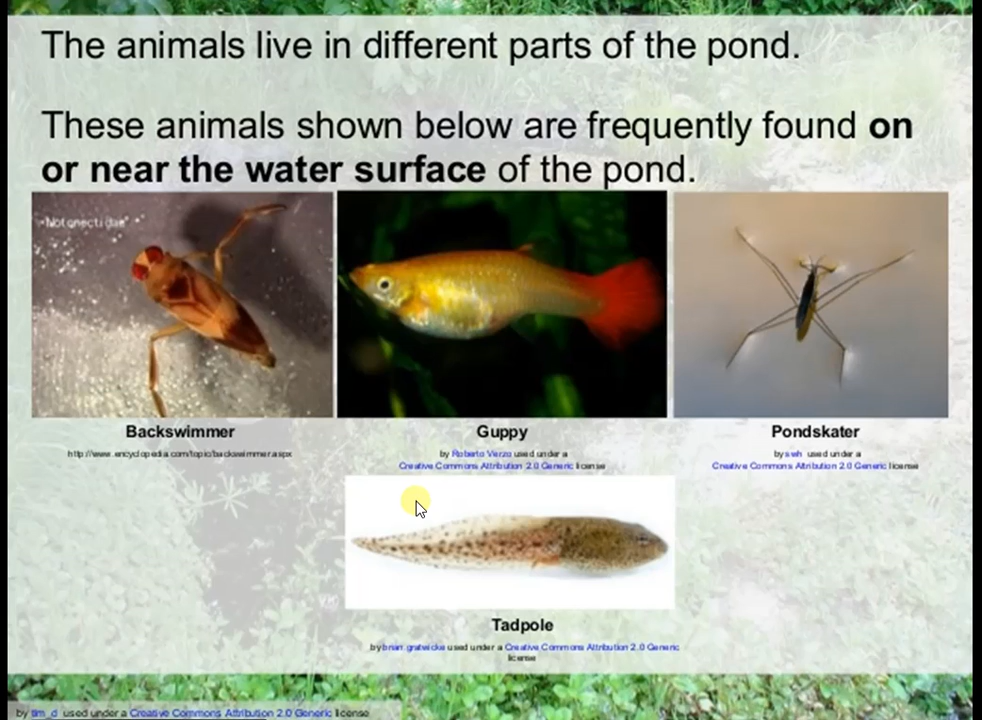 The animals live in different parts of the pond.
These animals shown below are frequently found on
or near the water surface of the pond.
"Notonectidae"
Backswimmer
Guppy
Pondskater
http://www.encyclopedia.com/topic/backswimmer.aspx
by Roberto Verzo used under a
Creative Commons Attribution 2.0 Generic license
by swh used under a
Creative Commons Attribution 2.0 Generic license
Tadpole
by brian.gratwicke used under a Creative Commons Attribution 2.0 Generic
license
by tim_d used under a Creative Commons Attribution 2.0 Generic license